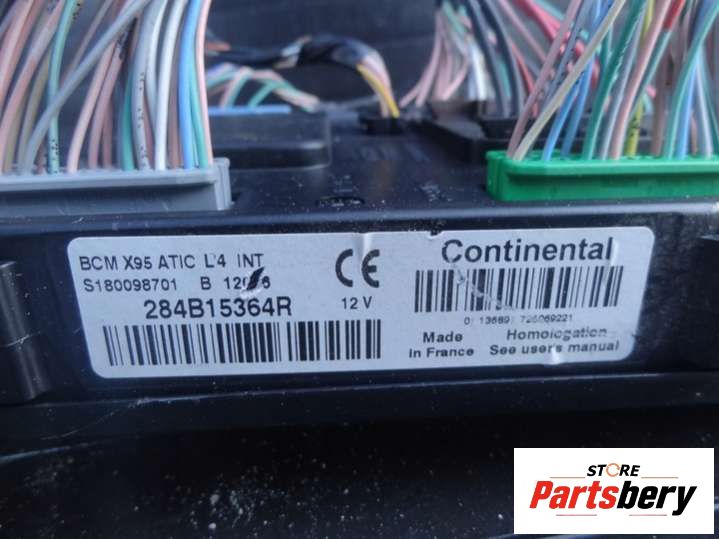 BCM X95 ATIC L4 INT
S180098701 B
284B15364R
12 V
CE
Continental
Made
in France
Homologation
See user's manual
STORE
Partsbery